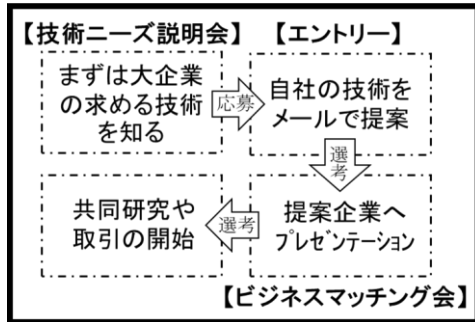 【技術ニーズ説明会】
まずは大企業
の求める技術
を知る
応募
【エントリー】
自社の技術を
メールで提案
選考
提案企業へ
プレゼンテーション
【ビジネスマッチング会】
選考
共同研究や
取引の開始